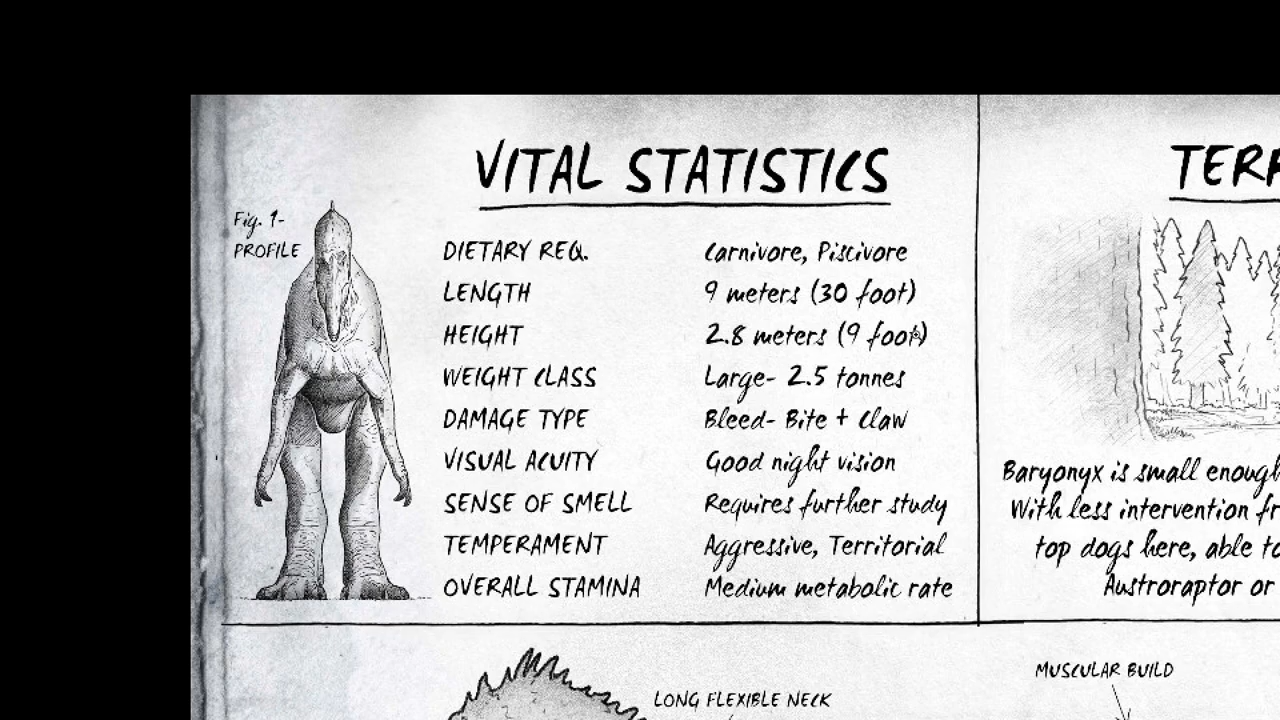 VITAL STATISTICS
Fig. 1-
PROFILE
DIETARY REQ. Carnivore, Piscivore
LENGTH 9 meters (30 foot)
HEIGHT 2.8 meters (9 foot)
WEIGHT CLASS Large- 2.5 tonnes
DAMAGE TYPE Bleed- Bite + Claw
VISUAL ACUITY Good night vision
SENSE OF SMELL Requires further study
TEMPERAMENT Aggressive, Territorial
OVERALL STAMINA Medium metabolic rate
Baryonyx is small enough
With less intervention
top dogs here, able to
Austroraptor or
LONG FLEXIBLE NECK
MUSCULAR BUILD